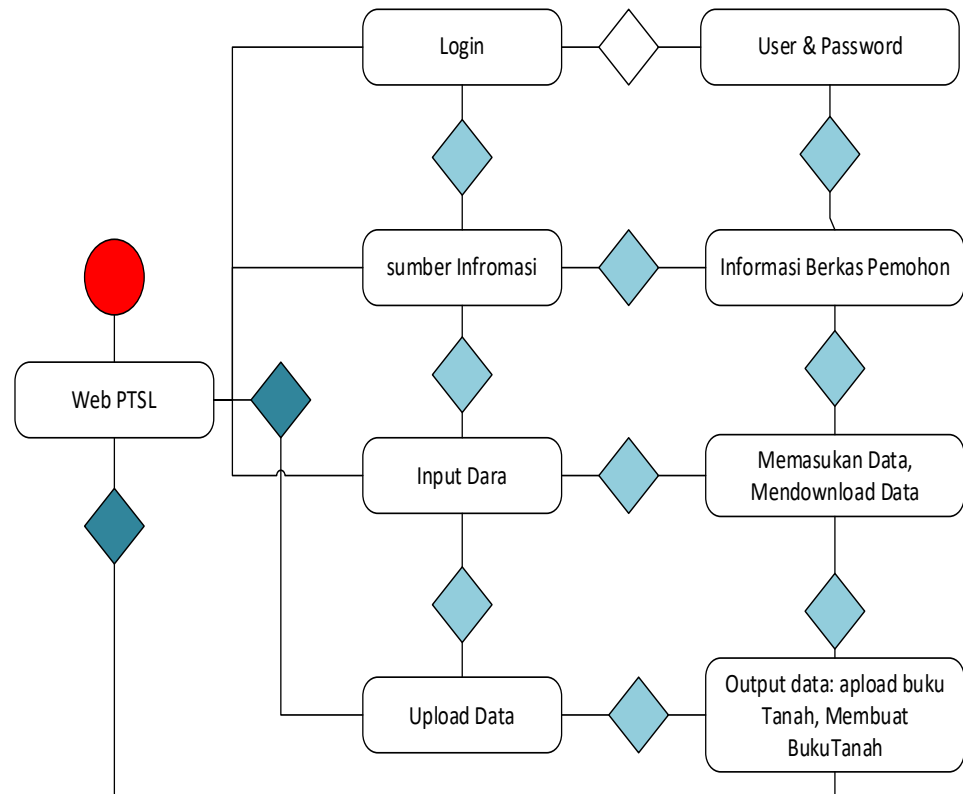 Login
User & Password
sumber Infromasi
Informasi Berkas Pemohon
Web PTSL
Input Dara
Memasukan Data,
Mendownload Data
Upload Data
Output data: apload buku
Tanah, Membuat
BukuTanah